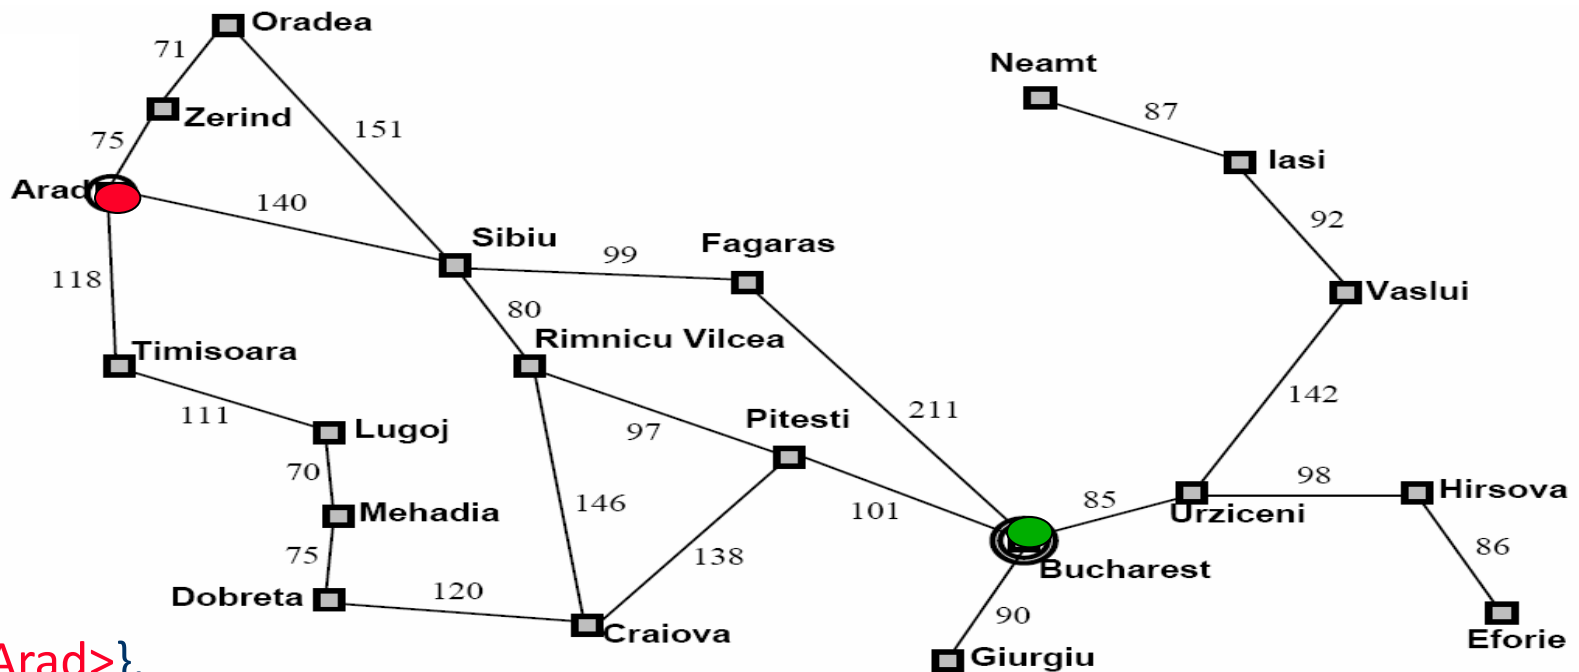 Oradea
Neamt
71
87
Zerind
151
Iasi
75
Arad
140
92
Sibiu
Fagaras
99
118
Vaslui
80
Rimnicu Vilcea
Timisoara
142
211
111
Lugoj
97
Pitesti
70
98
Hirsova
Mehadia
146
101
85
Urziceni
75
138
86
Bucharest
Dobreta
120
90
Craiova
Eforie
Arad>}.
Giurgiu